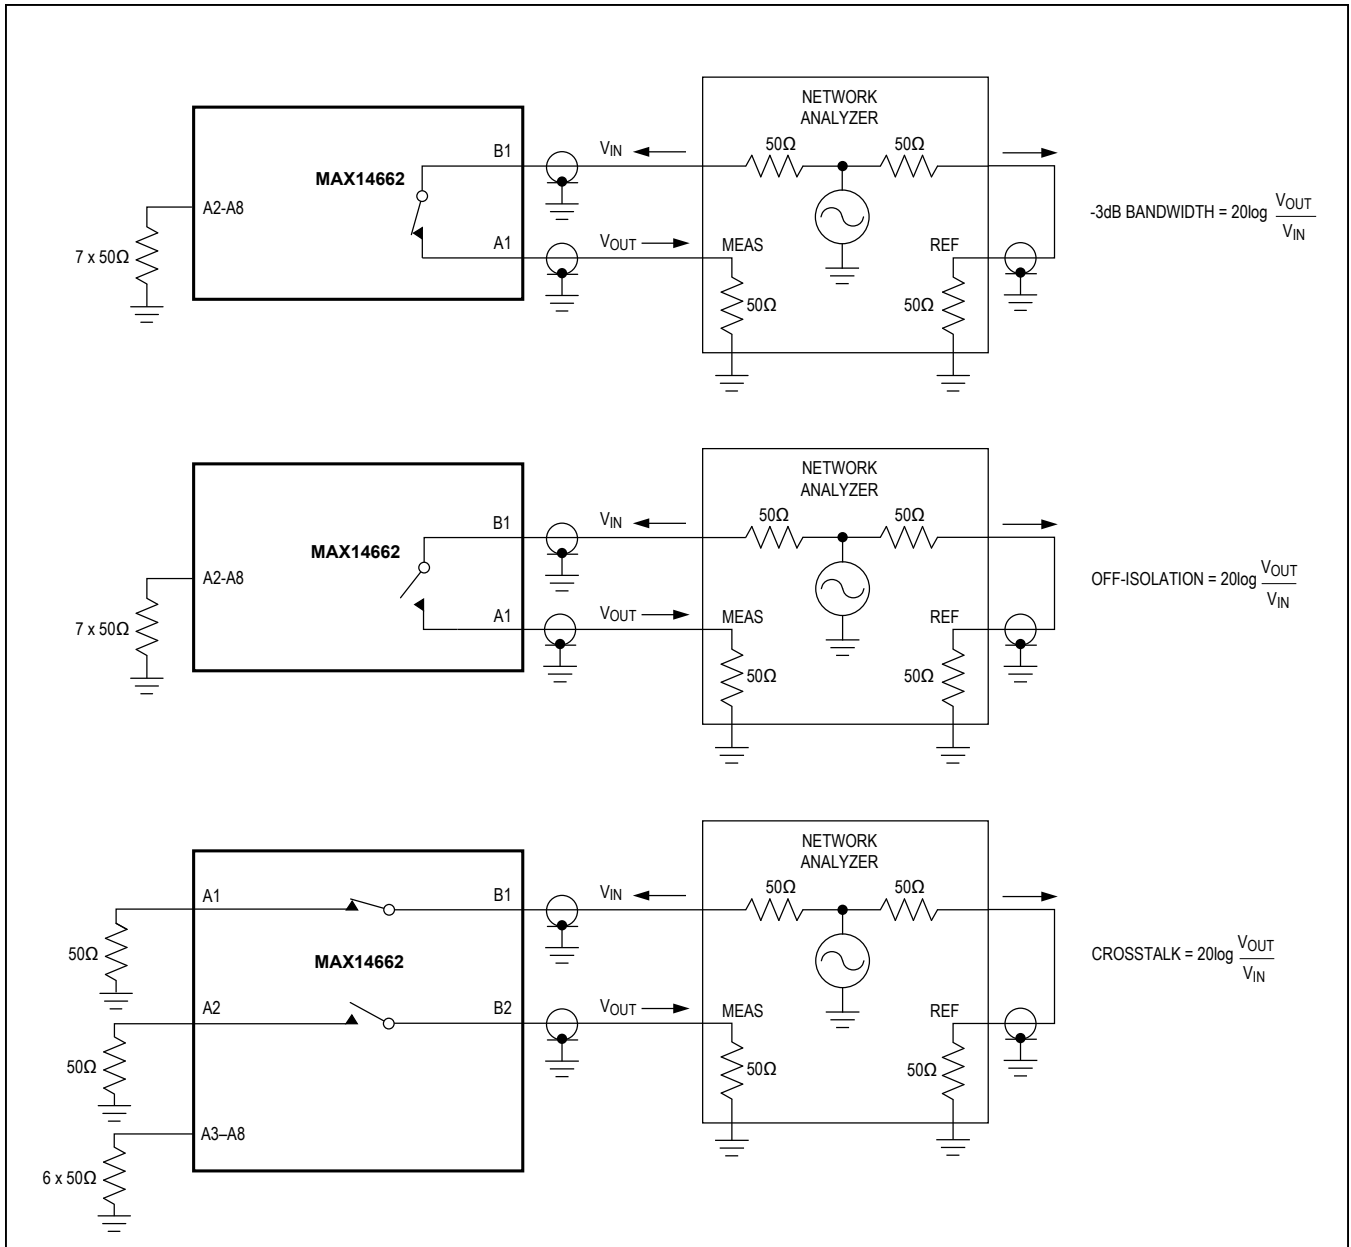 NETWORK
ANALYZER
50Ω
50Ω
B1
VIN
MAX14662
A2-A8
-3dB BANDWIDTH = 20log VOUT
VIN
A1
VOUT
MEAS
REF
7 x 50Ω
50Ω
50Ω
NETWORK
ANALYZER
50Ω
50Ω
B1
VIN
MAX14662
A2-A8
OFF-ISOLATION = 20log VOUT
VIN
A1
VOUT
MEAS
REF
7 x 50Ω
50Ω
50Ω
NETWORK
ANALYZER
50Ω
50Ω
A1
B1
VIN
50Ω
MAX14662
CROSSTALK = 20log VOUT
VIN
A2
B2
VOUT
MEAS
REF
50Ω
50Ω
50Ω
A3–A8
6 x 50Ω